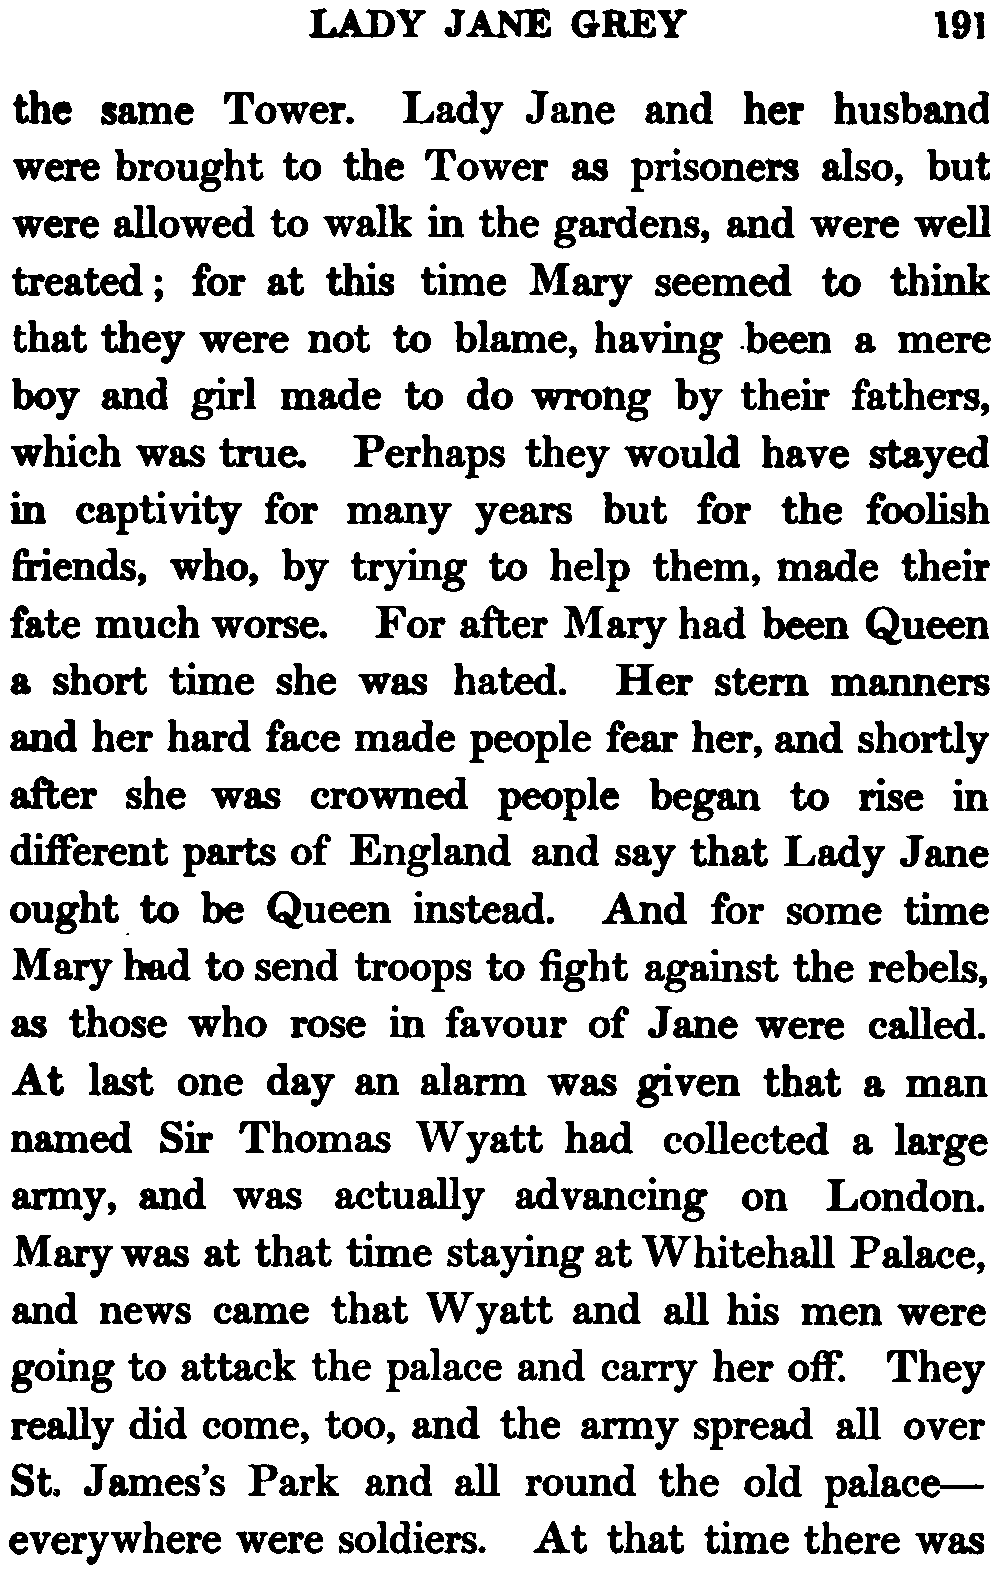 LADY JANE GREY 191
the same Tower. Lady Jane and her husband
were brought to the Tower as prisoners also, but
were allowed to walk in the gardens, and were well
treated; for at this time Mary seemed to think
that they were not to blame, having been a mere
boy and girl made to do wrong by their fathers,
which was true. Perhaps they would have stayed
in captivity for many years but for the foolish
friends, who, by trying to help them, made their
fate much worse. For after Mary had been Queen
a short time she was hated. Her stern manners
and her hard face made people fear her, and shortly
after she was crowned people began to rise in
different parts of England and say that Lady Jane
ought to be Queen instead. And for some time
Mary had to send troops to fight against the rebels,
as those who rose in favour of Jane were called.
At last one day an alarm was given that a man
named Sir Thomas Wyatt had collected a large
army, and was actually advancing on London.
Mary was at that time staying at Whitehall Palace,
and news came that Wyatt and all his men were
going to attack the palace and carry her off. They
really did come, too, and the army spread all over
St. James's Park and all round the old palace—
everywhere were soldiers. At that time there was